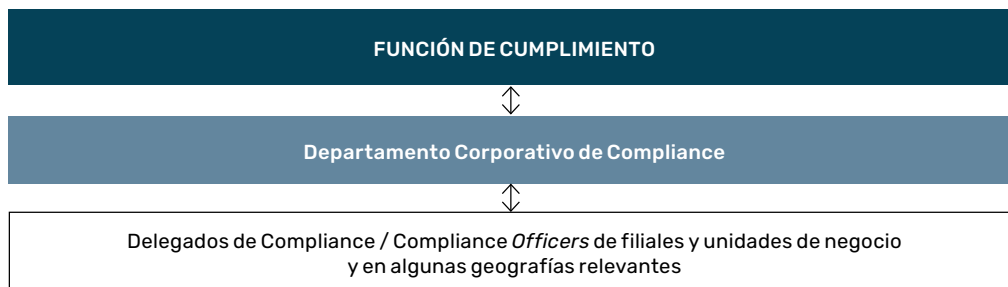 FUNCIÓN DE CUMPLIMIENTO
Departamento Corporativo de Compliance
Delegados de Compliance / Compliance Officers de filiales y unidades de negocio
y en algunas geografías relevantes